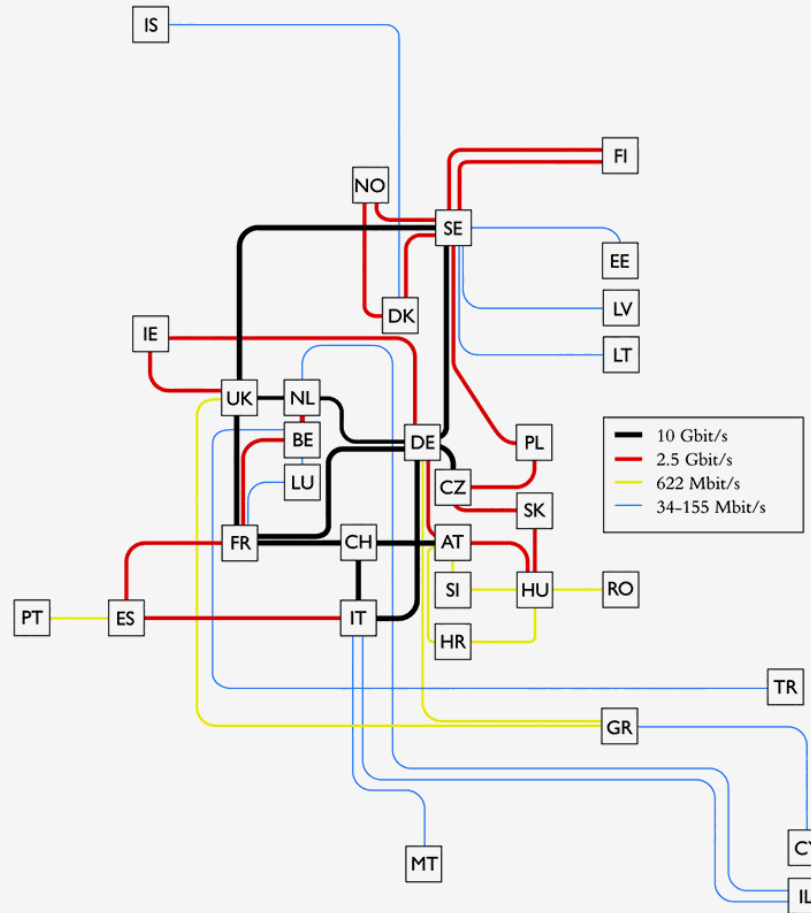 IS
FI
NO
SE
EE
DK
LV
IE
LT
UK
NL
BE
DE
PL
10 Gbit/s
2.5 Gbit/s
622 Mbit/s
34-155 Mbit/s
LU
CZ
SK
FR
CH
AT
SI
HU
RO
PT
ES
IT
HR
TR
GR
CY
MT
IL